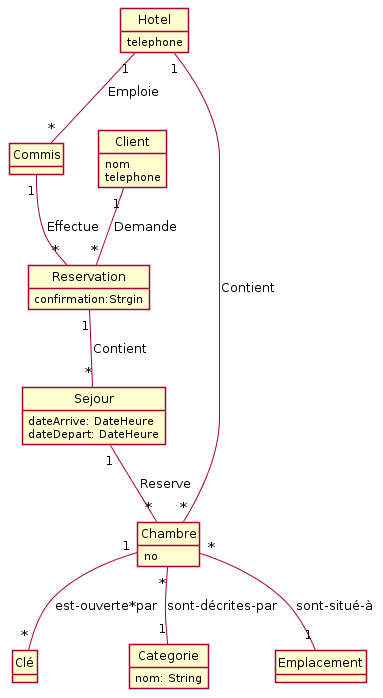 Hotel
telephone
1 1
Emploie
*
Commis
Client
nom
telephone
1 1
Effectue Demande
* *
Reservation
confirmation:Strgin
Contient
1
Contient
*
Sejour
dateArrive: DateHeure
dateDepart: DateHeure
1
Reserve
* *
Chambre
no
1 *
* 
est-ouverte*par sont-décrites-par sont-situé-à
* 1 1
Clé
Categorie
nom: String
Emplacement